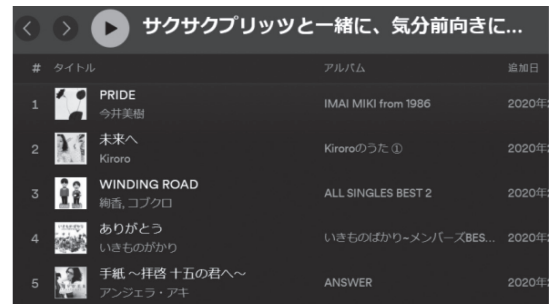 サクサクプリッツと一緒に、気分前向きに...
# タイトル アルバム 追加日
1 PRIDE IMAI MIKI from 1986 2020年
今井美樹
2 未来へ Kiroroのうた ① 2020年
Kiroro
3 WINDING ROAD ALL SINGLES BEST 2 2020年
絢香, コブクロ
4 ありがとう いきものばかり~メンバーズBES... 2020年
いきものがかり
5 手紙 ～拝啓 十五の君へ～ ANSWER 2020年
アンジェラ・アキ